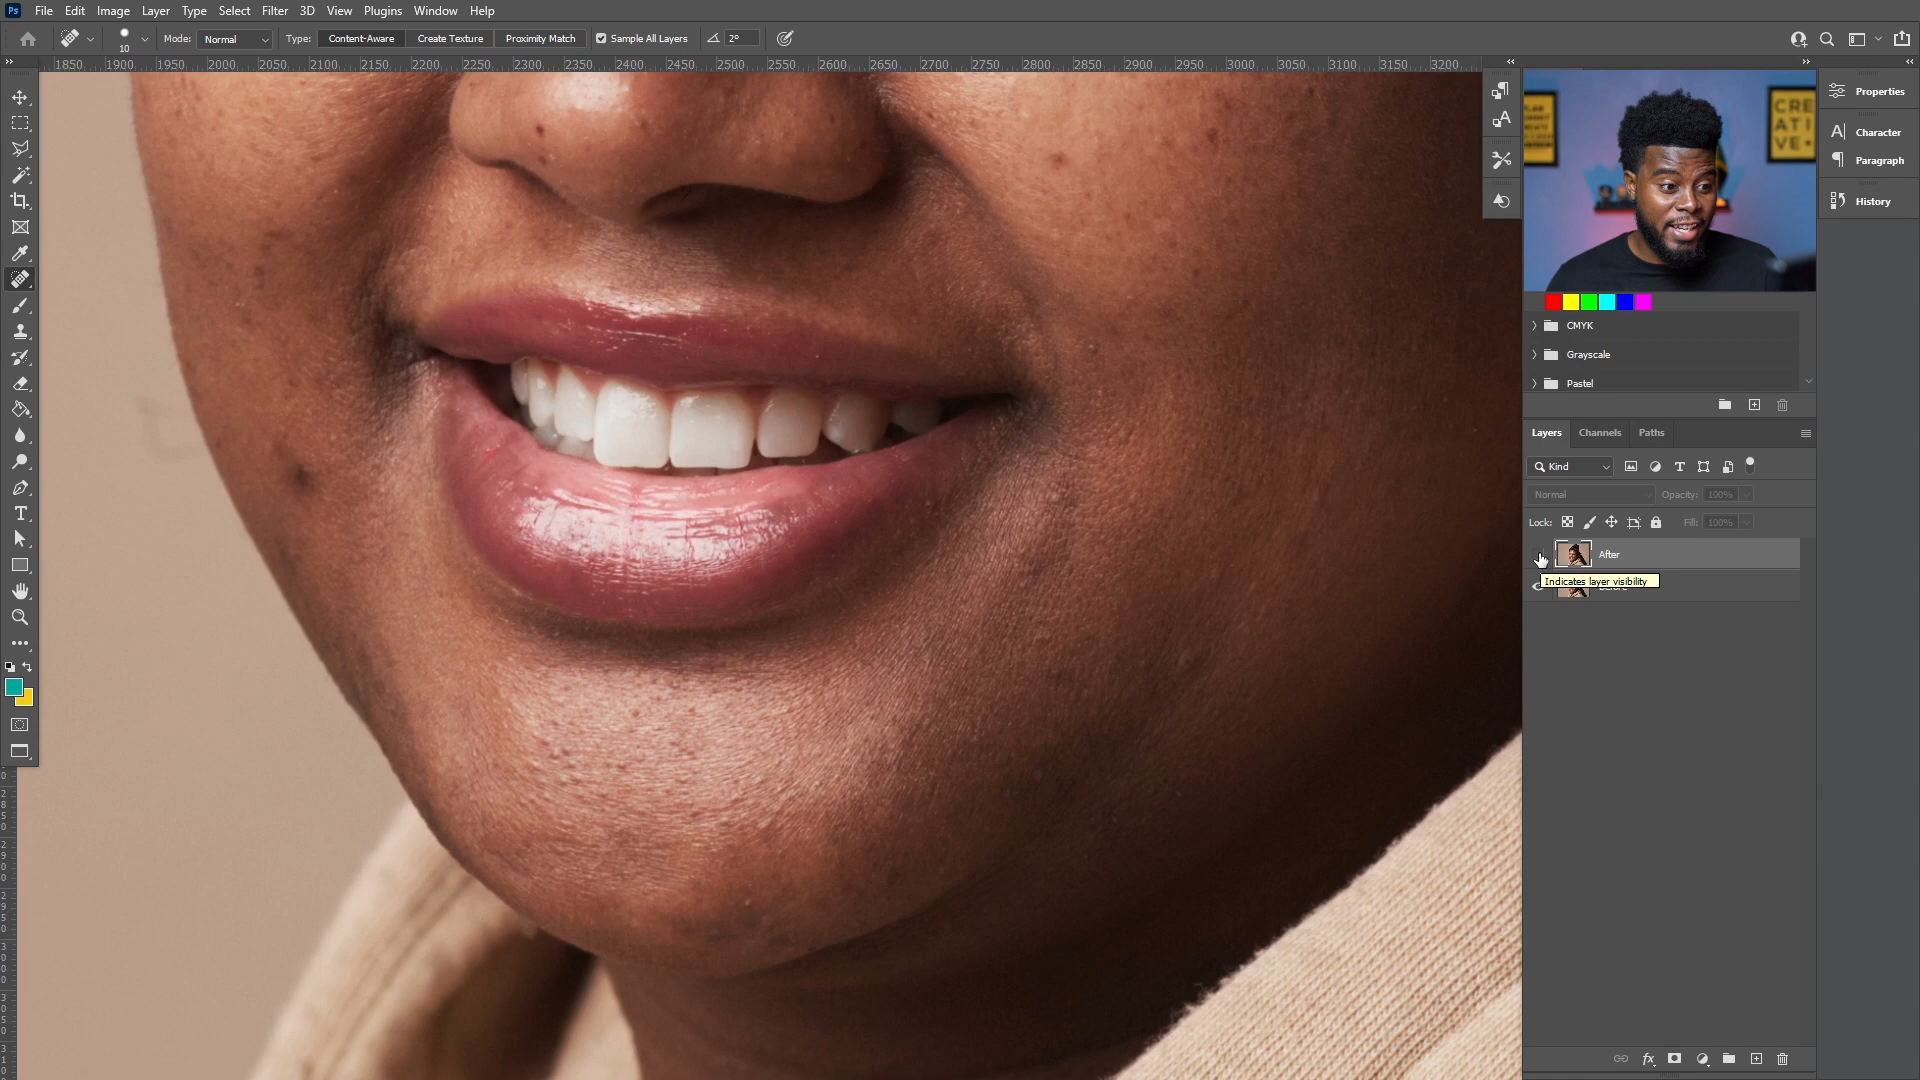 Ps File Edit Image Layer Type Select Filter 3D View Plugins Window Help
10 Mode: Normal Type: Content-Aware Create Texture Proximity Match Sample All Layers 2°
1850 1900 1950 2000 2050 2100 2150 2200 2250 2300 2350 2400 2450 2500 2550 2600 2650 2700 2750 2800 2850 2900 2950 3000 3050 3100 3150 3200
Properties
Character
Paragraph
History
CRE
ATI
VE
CMYK
Grayscale
Pastel
Layers Channels Paths
Kind
Normal Opacity: 100%
Lock: Fill: 100%
After
Indicates layer visibility
fx